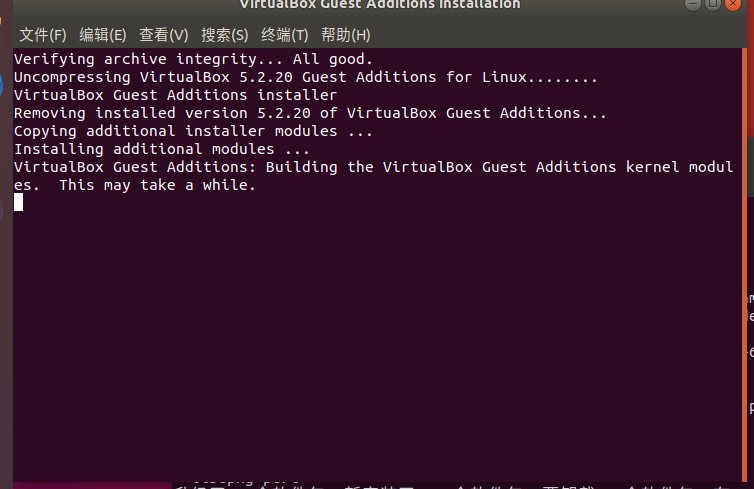 VirtualBox Guest Additions Installation
文件(F) 编辑(E) 查看(V) 搜索(S) 终端(T) 帮助(H)
Verifying archive integrity... All good.
Uncompressing VirtualBox 5.2.20 Guest Additions for Linux........
VirtualBox Guest Additions installer
Removing installed version 5.2.20 of VirtualBox Guest Additions...
Copying additional installer modules ...
Installing additional modules ...
VirtualBox Guest Additions: Building the VirtualBox Guest Additions kernel modul
es.  This may take a while.